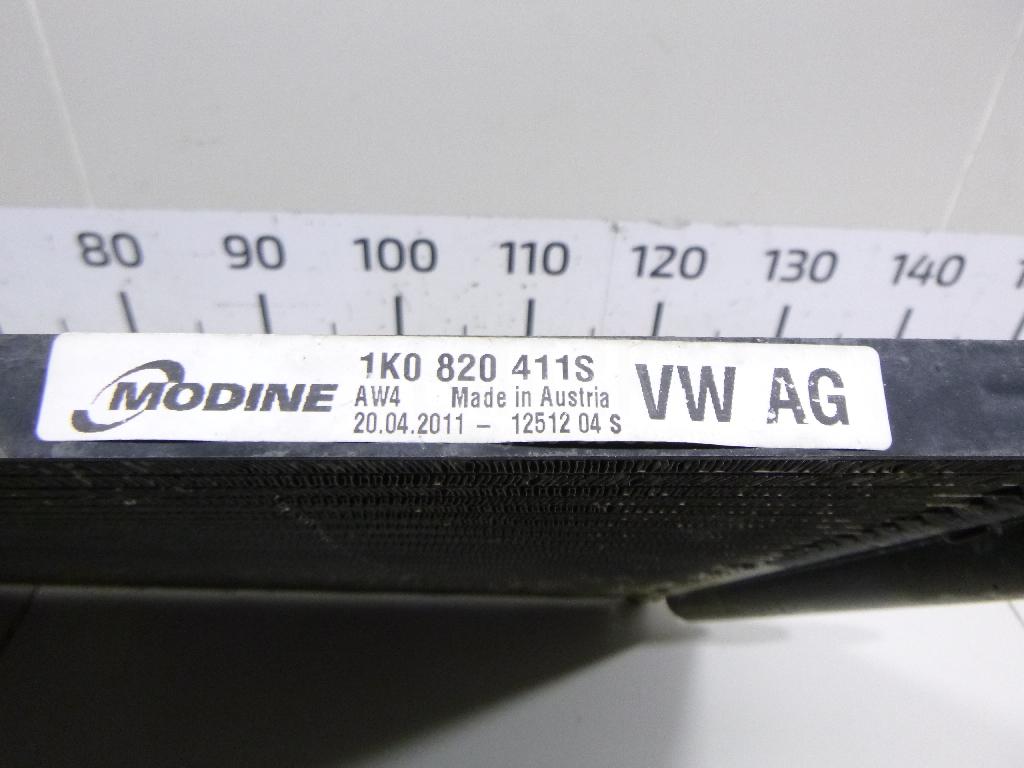 80 90 100 110 120 130 140
MODINE
1K0 820 411S
AW4 Made in Austria
20.04.2011 – 12512 04 S
VW AG